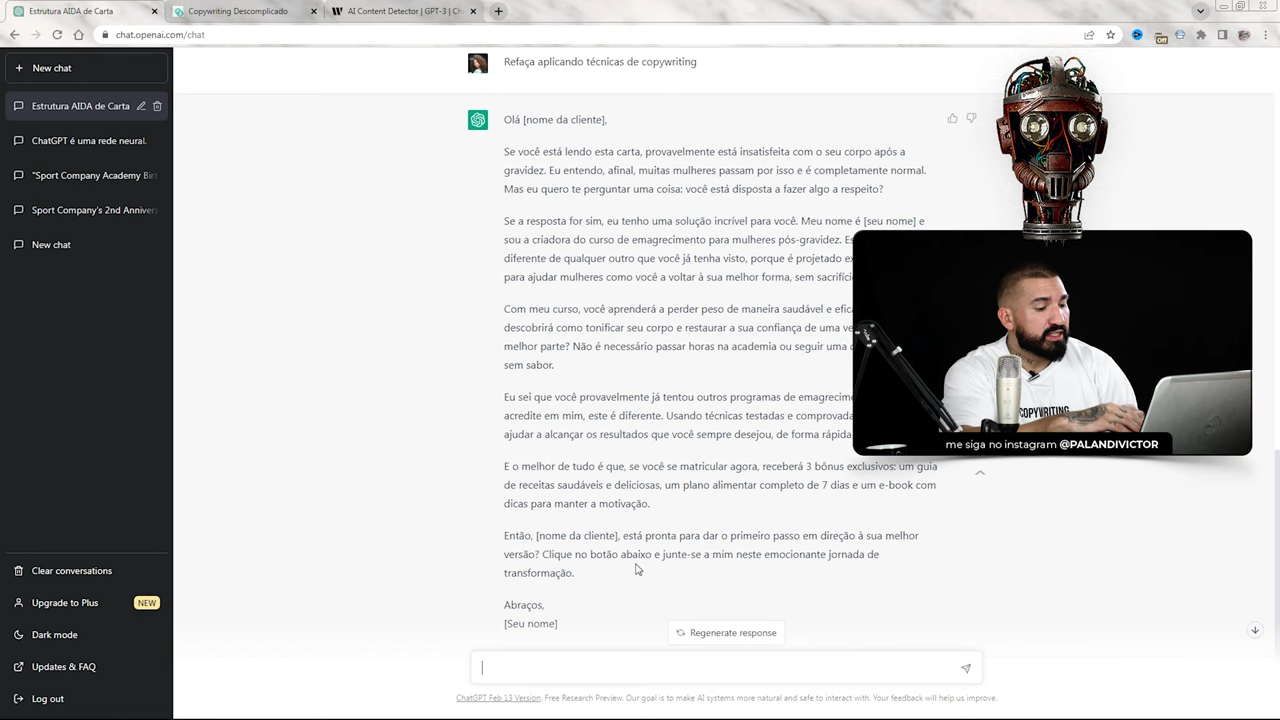 Estrutura AIDA de Carta
Copywriting Descomplicado
AI Content Detector | GPT-3 | Ch
chat.openai.com/chat
Off
New chat
Estrutura AIDA de Carta
ChatGPT é uma rede neural.
"Sport Company Academy Birt
Sport Company's 2nd Annivers
New chat
Clear conversations
Upgrade to Plus NEW
Dark mode
Updates & FAQ
Log out
Refaça aplicando técnicas de copywriting
Olá [nome da cliente],
Se você está lendo esta carta, provavelmente está insatisfeita com o seu corpo após a
gravidez. Eu entendo, afinal, muitas mulheres passam por isso e é completamente normal.
Mas eu quero te perguntar uma coisa: você está disposta a fazer algo a respeito?
Se a resposta for sim, eu tenho uma solução incrível para você. Meu nome é [seu nome] e
sou a criadora do curso de emagrecimento para mulheres pós-gravidez. Es
diferente de qualquer outro que você já tenha visto, porque é projetado ex
para ajudar mulheres como você a voltar à sua melhor forma, sem sacrifíci
Com meu curso, você aprenderá a perder peso de maneira saudável e efica
descobrirá como tonificar seu corpo e restaurar a sua confiança de uma ve
melhor parte? Não é necessário passar horas na academia ou seguir uma d
sem sabor.
Eu sei que você provavelmente já tentou outros programas de emagrecime
acredite em mim, este é diferente. Usando técnicas testadas e comprovada
ajudar a alcançar os resultados que você sempre desejou, de forma rápida
E o melhor de tudo é que, se você se matricular agora, receberá 3 bônus exclusivos: um guia
de receitas saudáveis e deliciosas, um plano alimentar completo de 7 dias e um e-book com
dicas para manter a motivação.
Então, [nome da cliente], está pronta para dar o primeiro passo em direção à sua melhor
versão? Clique no botão abaixo e junte-se a mim neste emocionante jornada de
transformação.
Abraços,
[Seu nome]
Regenerate response
ChatGPT Feb 13 Version. Free Research Preview. Our goal is to make AI systems more natural and safe to interact with. Your feedback will help us improve.
COPYWRITING
me siga no instagram @PALANDIVICTOR